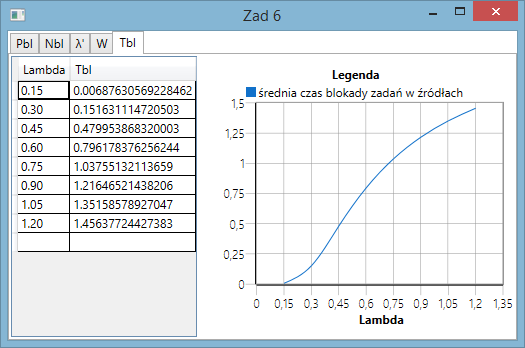 Zad 6
Pbl Nbl λ' W Tbl
Lambda Tbl
0.15 0.00687630569228462
0.30 0.151631114720503
0.45 0.479953868320003
0.60 0.796178376256244
0.75 1.03755132113659
0.90 1.21646521438206
1.05 1.35158578927047
1.20 1.45637724427383
Legenda
średnia czas blokady zadań w źródłach
1,5
1,25
1
0,75
0,5
0,25
0
0 0,15 0,3 0,45 0,6 0,75 0,9 1,05 1,2 1,35
Lambda